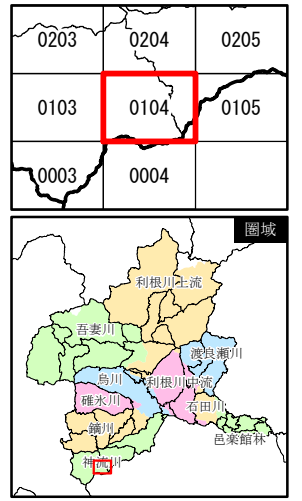 0203 0204 0205
0103 0104 0105
0003 0004
圏域
利根川上流
吾妻川
渡良瀬川
烏川 利根川中流
碓氷川
石田川
鏑川
邑楽館林
神流川